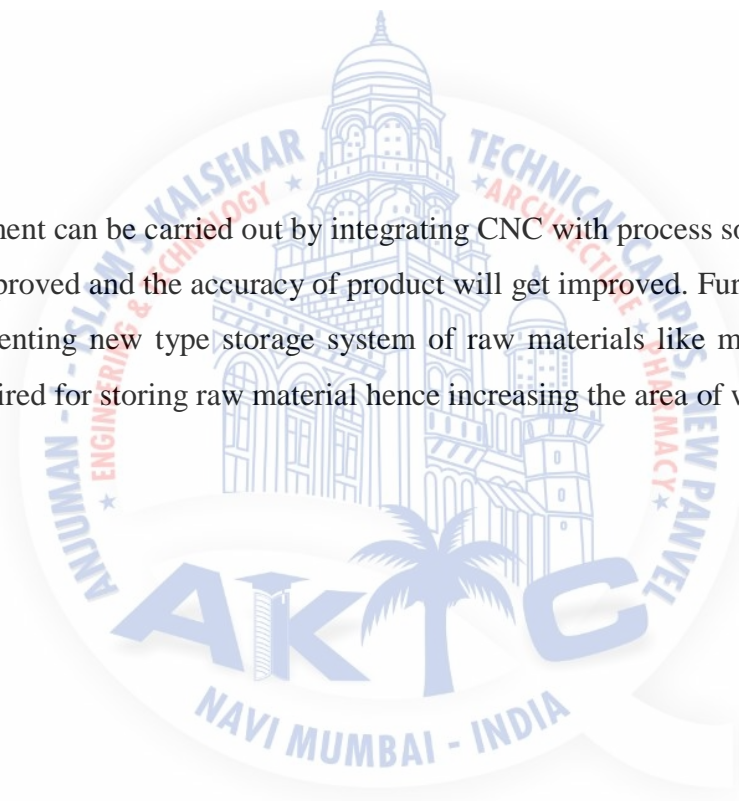 ANJUMAN - I - ISLAM'S KALSEKAR TECHNICAL CAMPUS, NEW PANVEL
ENGINEERING & TECHNOLOGY * * ARCHITECTURE * PHARMACY *
ment can be carried out by integrating CNC with process so
proved and the accuracy of product will get improved. Fur
enting new type storage system of raw materials like m
ired for storing raw material hence increasing the area of
AKTC
NAVI MUMBAI - INDIA